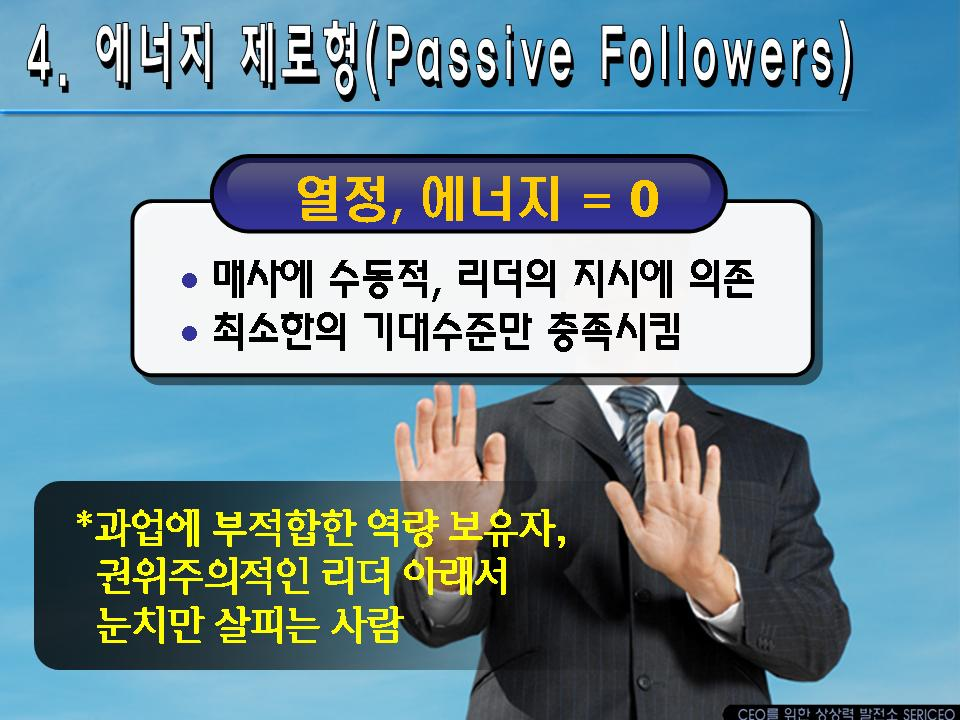 4. 에너지 제로형(Passive Followers)
열정, 에너지 = 0
● 매사에 수동적, 리더의 지시에 의존
● 최소한의 기대수준만 충족시킴
*과업에 부적합한 역량 보유자,
권위주의적인 리더 아래서
눈치만 살피는 사람
CEO를 위한 상상력 발전소 SERICEO